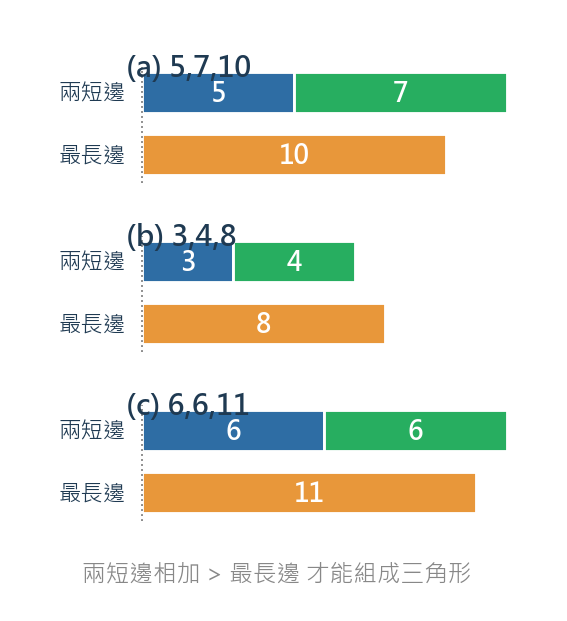 (a) 5,7,10
兩短邊 5 7
最長邊 10
(b) 3,4,8
兩短邊 3 4
最長邊 8
(c) 6,6,11
兩短邊 6 6
最長邊 11
兩短邊相加 > 最長邊 才能組成三角形